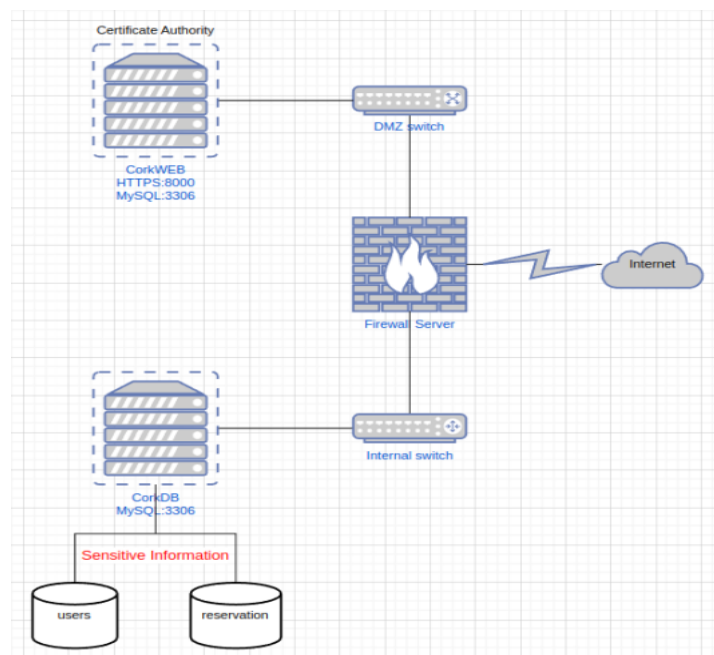 Certificate Authority
CorkWEB
HTTPS:8000
MySQL:3306
DMZ switch
Internet
Firewall Server
Internal switch
CorkDB
MySQL:3306
Sensitive Information
users
reservation